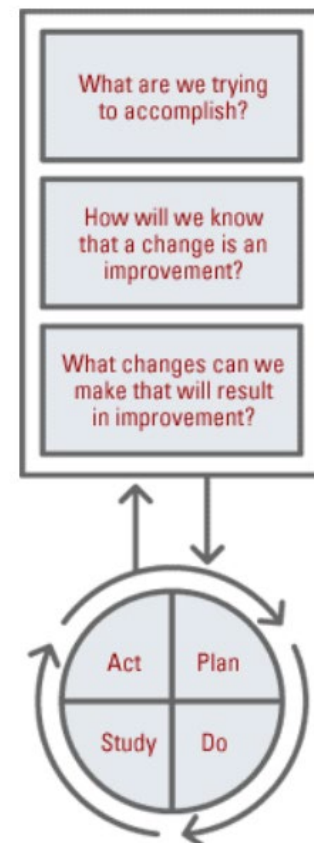 What are we trying
to accomplish?
How will we know
that a change is an
improvement?
What changes can we
make that will result
in improvement?
Act
Plan
Study
Do